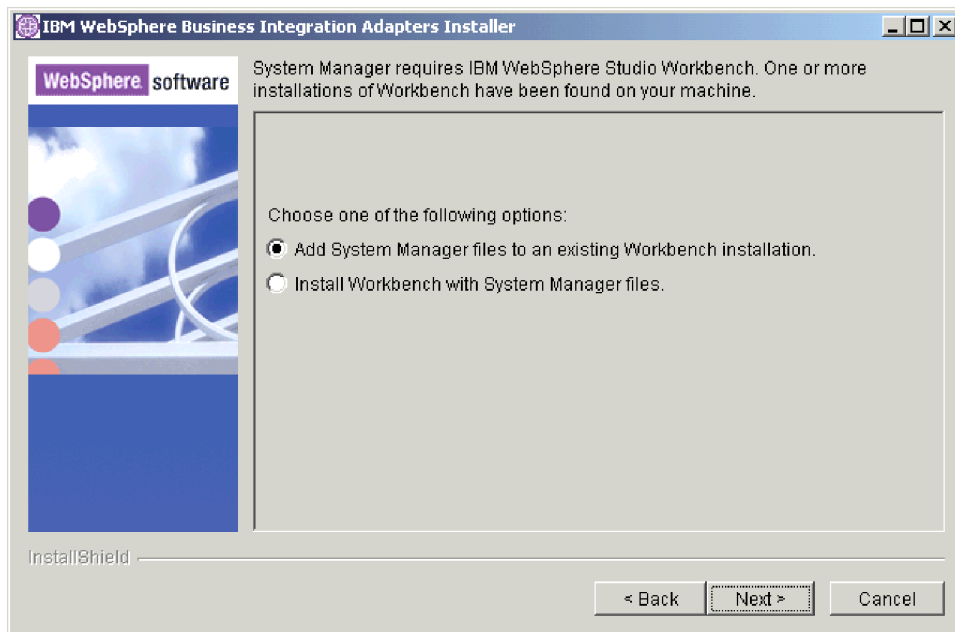 IBM WebSphere Business Integration Adapters Installer
WebSphere. software
System Manager requires IBM WebSphere Studio Workbench. One or more
installations of Workbench have been found on your machine.
Choose one of the following options:
Add System Manager files to an existing Workbench installation.
Install Workbench with System Manager files.
InstallShield
< Back
Next >
Cancel